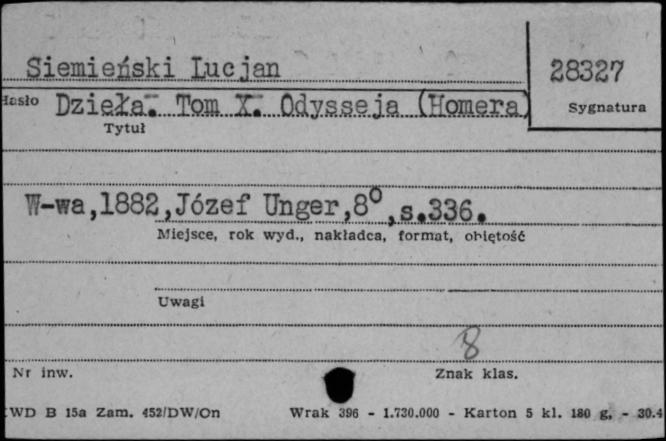 Siemieński Lucjan
28327
Hasło Dzieła. Tom X. Odysseja (Homera)
Sygnatura
Tytuł
W-wa,1882,Józef Unger,8º,s.336.
Miejsce, rok wyd., nakładca, format, objętość
Uwagi
8
Nr inw.
Znak klas.
WD B 15a Zam. 452/DW/On Wrak 396 - 1.730.000 - Karton 5 kl. 180 g. - 30.4